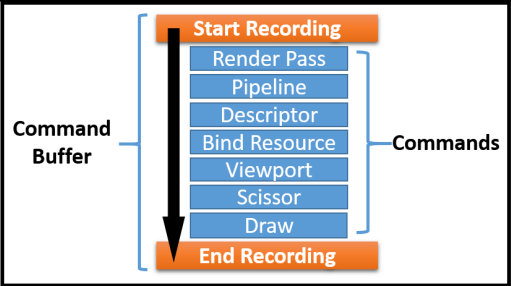 Start Recording
Render Pass
Pipeline
Descriptor
Bind Resource
Viewport
Scissor
Draw
End Recording
Command
Buffer
Commands